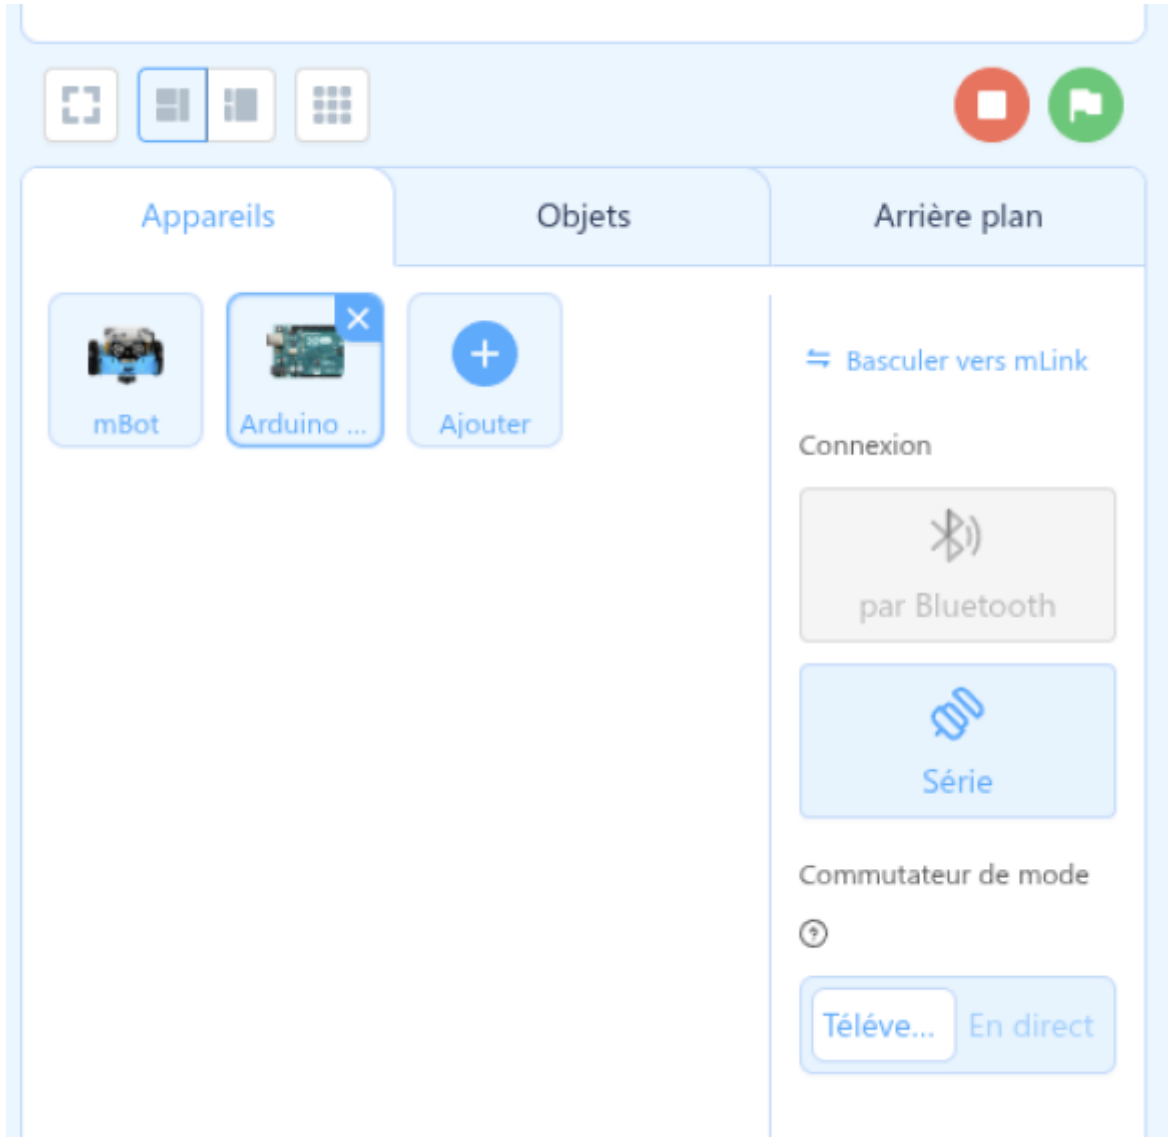 Appareils
Objets
Arrière plan
mBot
Arduino ...
Ajouter
Basculer vers mLink
Connexion
par Bluetooth
Série
Commutateur de mode
Téléve...
En direct